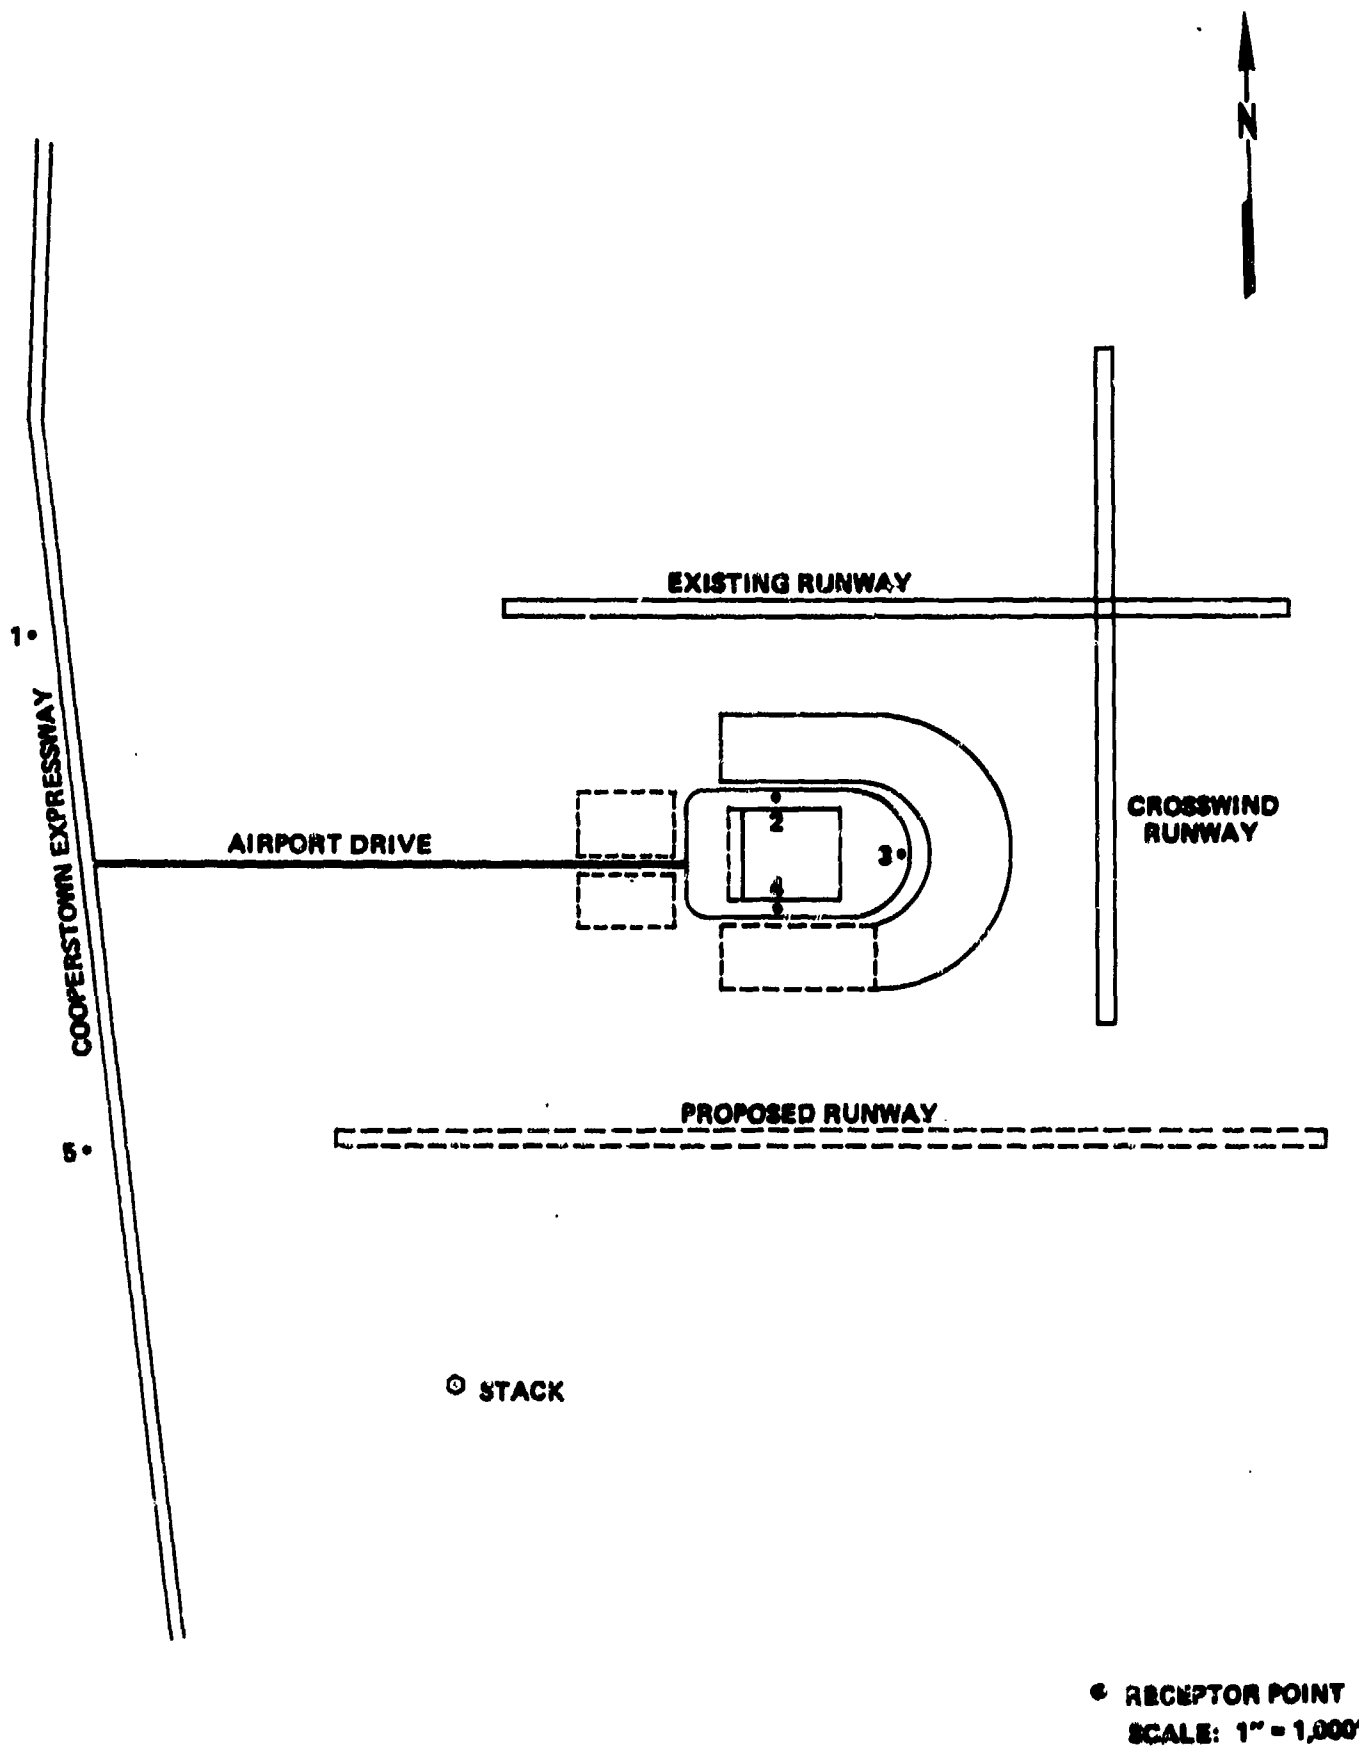 N
EXISTING RUNWAY
1
COOPERSTOWN EXPRESSWAY
AIRPORT DRIVE
2
3
4
CROSSWIND
RUNWAY
PROPOSED RUNWAY
5
STACK
RECEPTOR POINT
SCALE: 1" = 1,000'